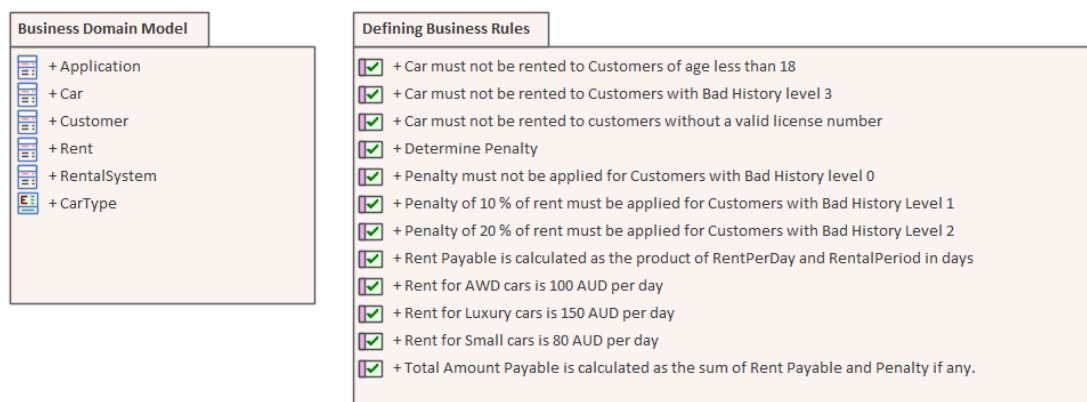 Business Domain Model
+ Application
+ Car
+ Customer
+ Rent
+ RentalSystem
+ CarType
Defining Business Rules
+ Car must not be rented to Customers of age less than 18
+ Car must not be rented to Customers with Bad History level 3
+ Car must not be rented to customers without a valid license number
+ Determine Penalty
+ Penalty must not be applied for Customers with Bad History level 0
+ Penalty of 10 % of rent must be applied for Customers with Bad History Level 1
+ Penalty of 20 % of rent must be applied for Customers with Bad History Level 2
+ Rent Payable is calculated as the product of RentPerDay and RentalPeriod in days
+ Rent for AWD cars is 100 AUD per day
+ Rent for Luxury cars is 150 AUD per day
+ Rent for Small cars is 80 AUD per day
+ Total Amount Payable is calculated as the sum of Rent Payable and Penalty if any.